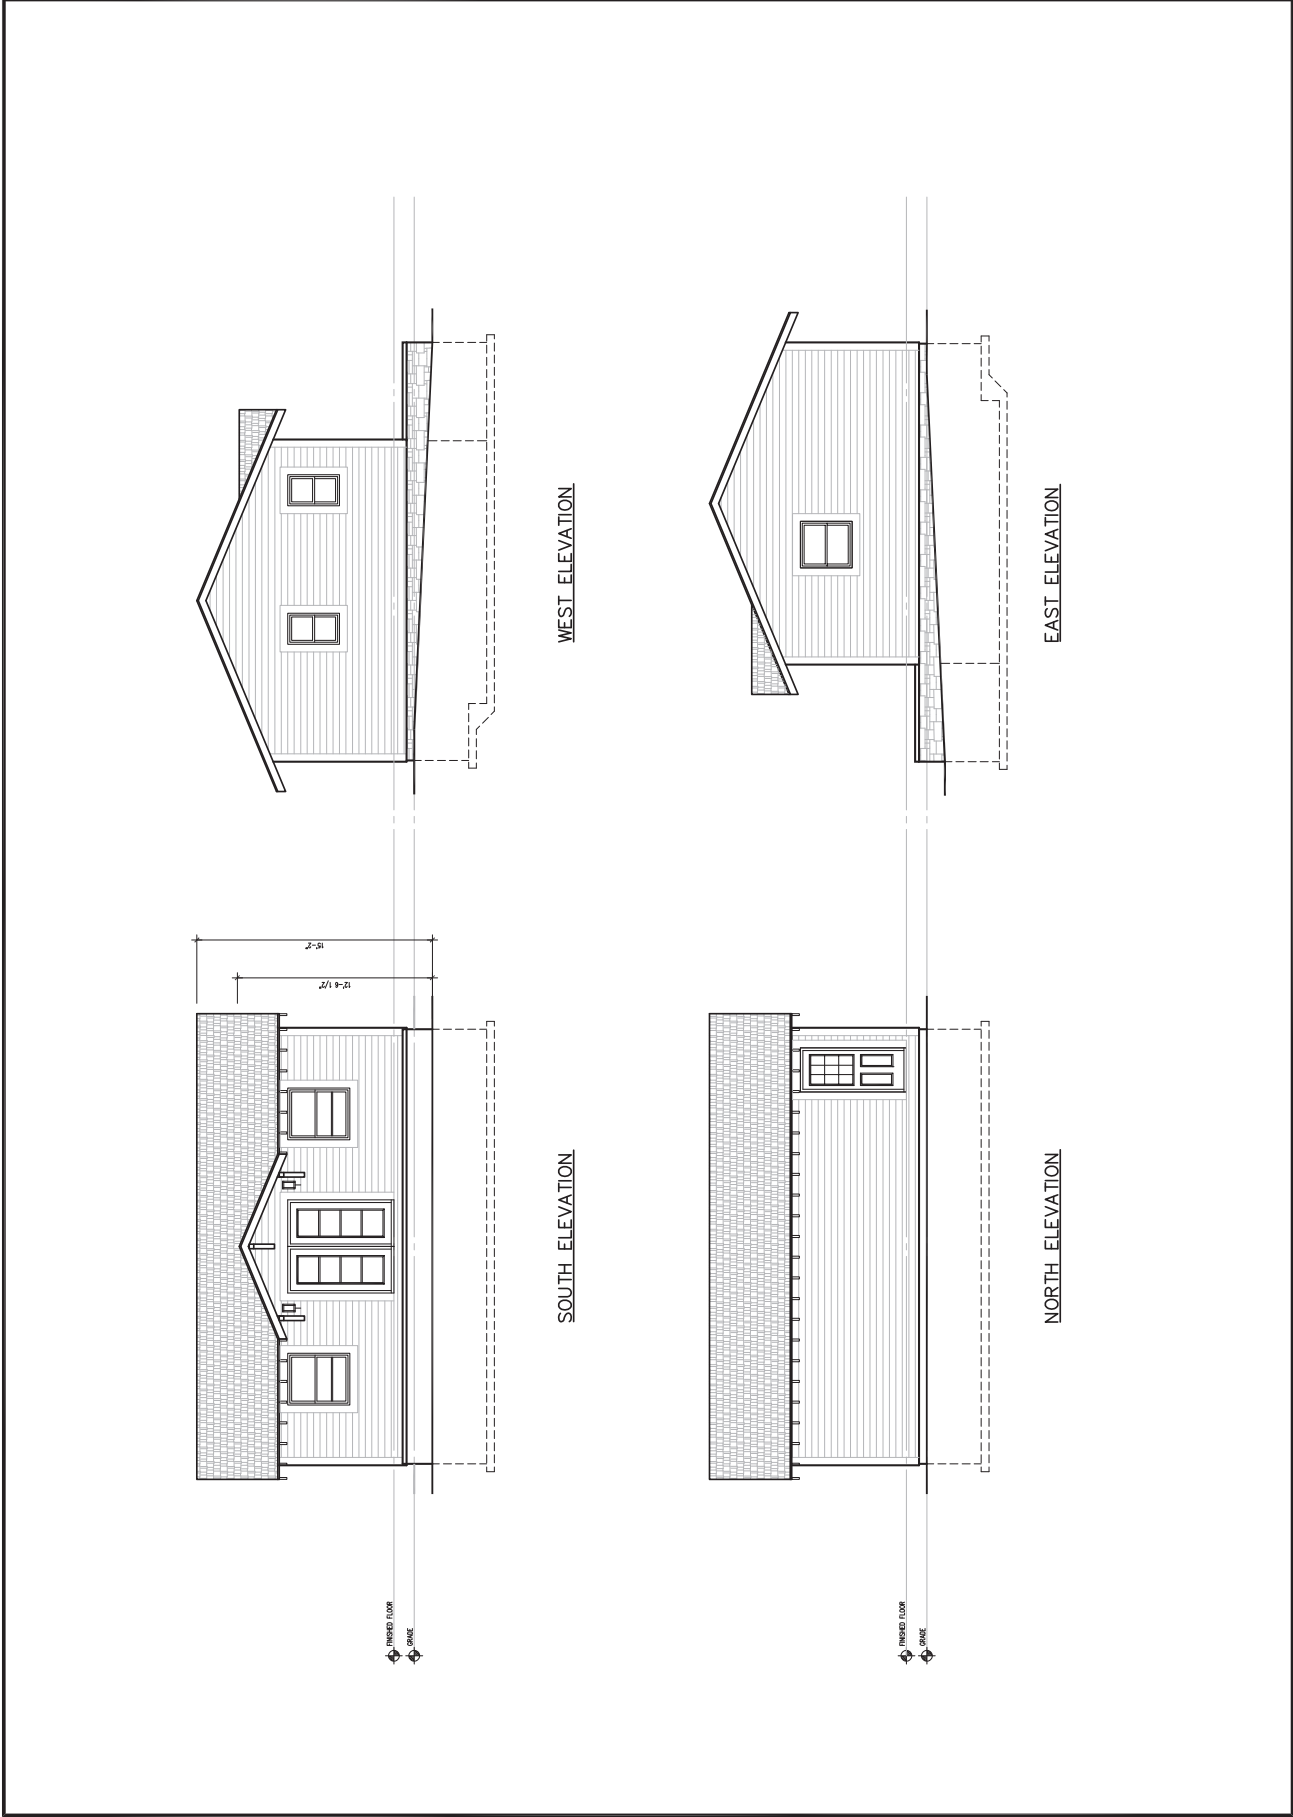 15'-2"
12'-6 1/2"
FINISHED FLOOR
GRADE
SOUTH ELEVATION
WEST ELEVATION
FINISHED FLOOR
GRADE
NORTH ELEVATION
EAST ELEVATION